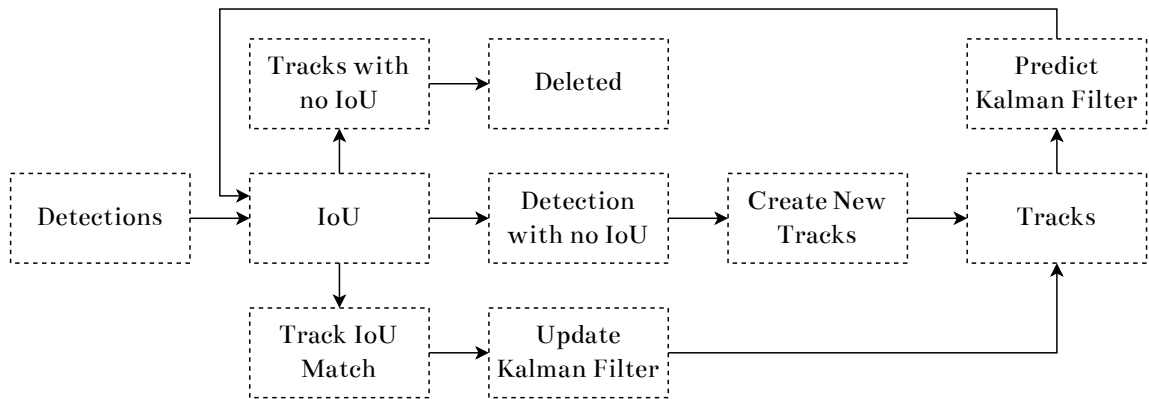 Tracks with
no IoU
Deleted
Predict
Kalman Filter
Detections
IoU
Detection
with no IoU
Create New
Tracks
Tracks
Track IoU
Match
Update
Kalman Filter